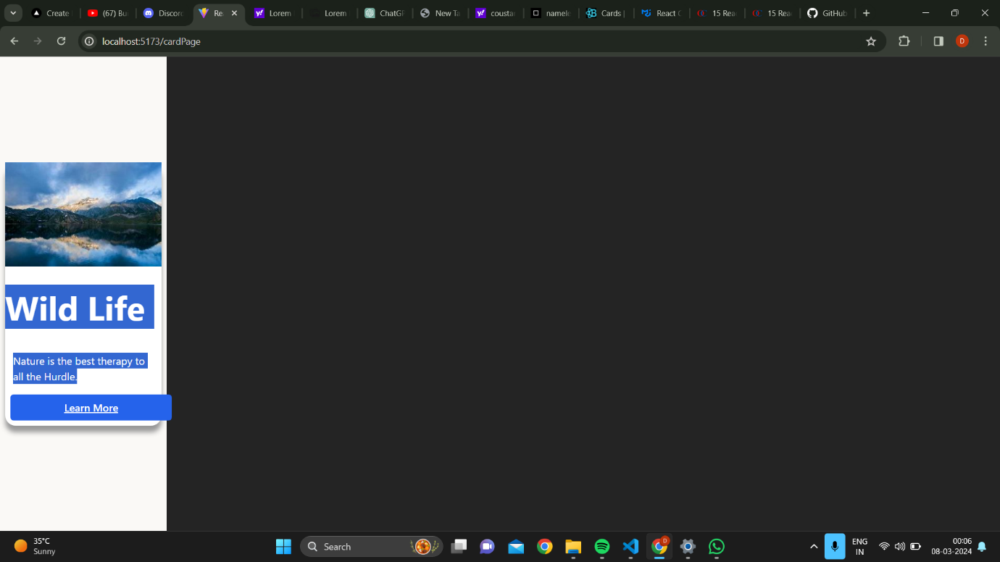 Create
(67) Bu
Discord
Re
Lorem
Lorem
ChatGP
New Ta
coustan
namele
Cards |
React C
15 Rea
15 Rea
GitHub
localhost:5173/cardPage
D
Wild Life
Nature is the best therapy to
all the Hurdle.
Learn More
35°C
Sunny
Search
D
ENG
IN
00:06
08-03-2024